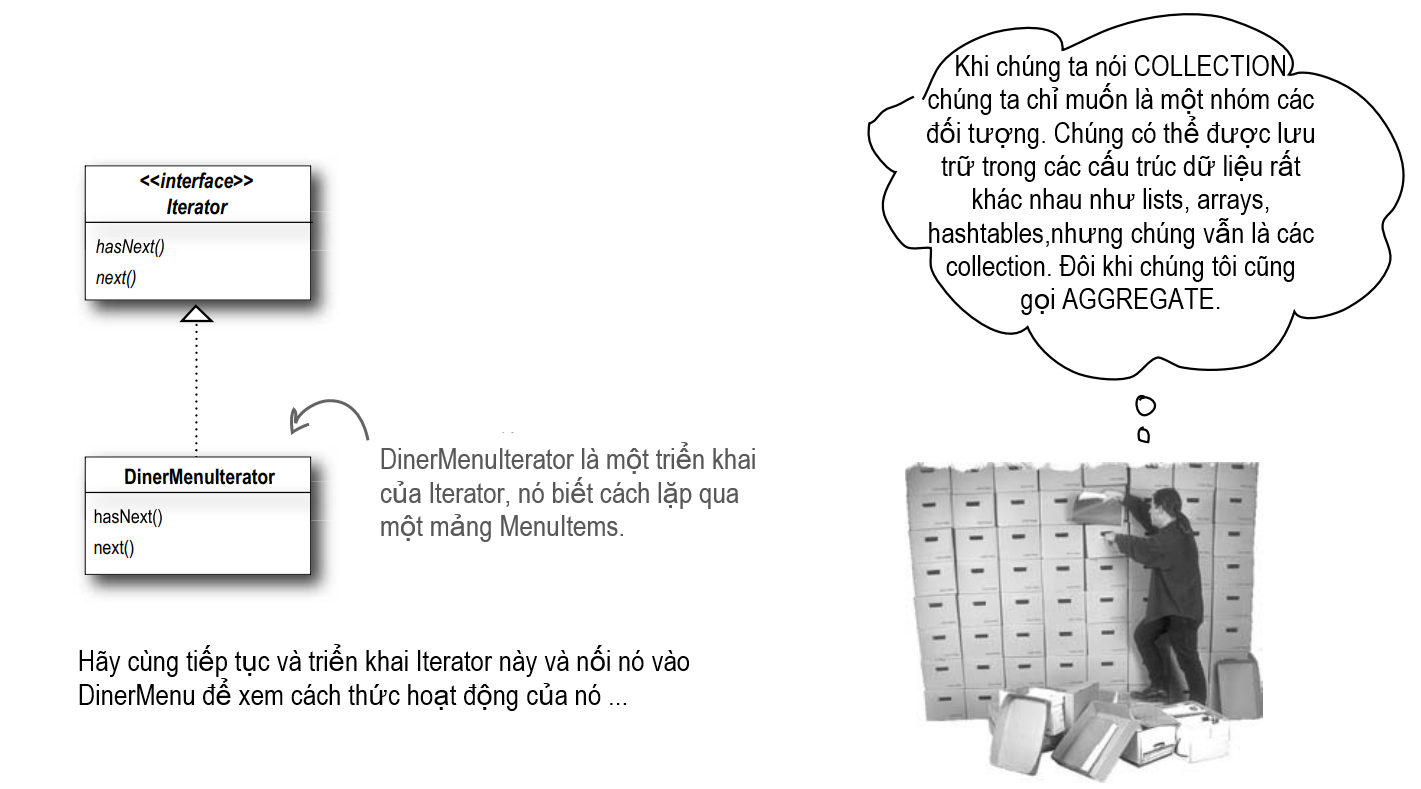 <<interface>>
Iterator
hasNext()
next()
DinerMenuIterator
hasNext()
next()
DinerMenuIterator là một triển khai
của Iterator, nó biết cách lặp qua
một mảng MenuItems.
Hãy cùng tiếp tục và triển khai Iterator này và nối nó vào
DinerMenu để xem cách thức hoạt động của nó ...
Khi chúng ta nói COLLECTION
chúng ta chỉ muốn là một nhóm các
đối tượng. Chúng có thể được lưu
trữ trong các cấu trúc dữ liệu rất
khác nhau như lists, arrays,
hashtables,nhưng chúng vẫn là các
collection. Đôi khi chúng tôi cũng
gọi AGGREGATE.